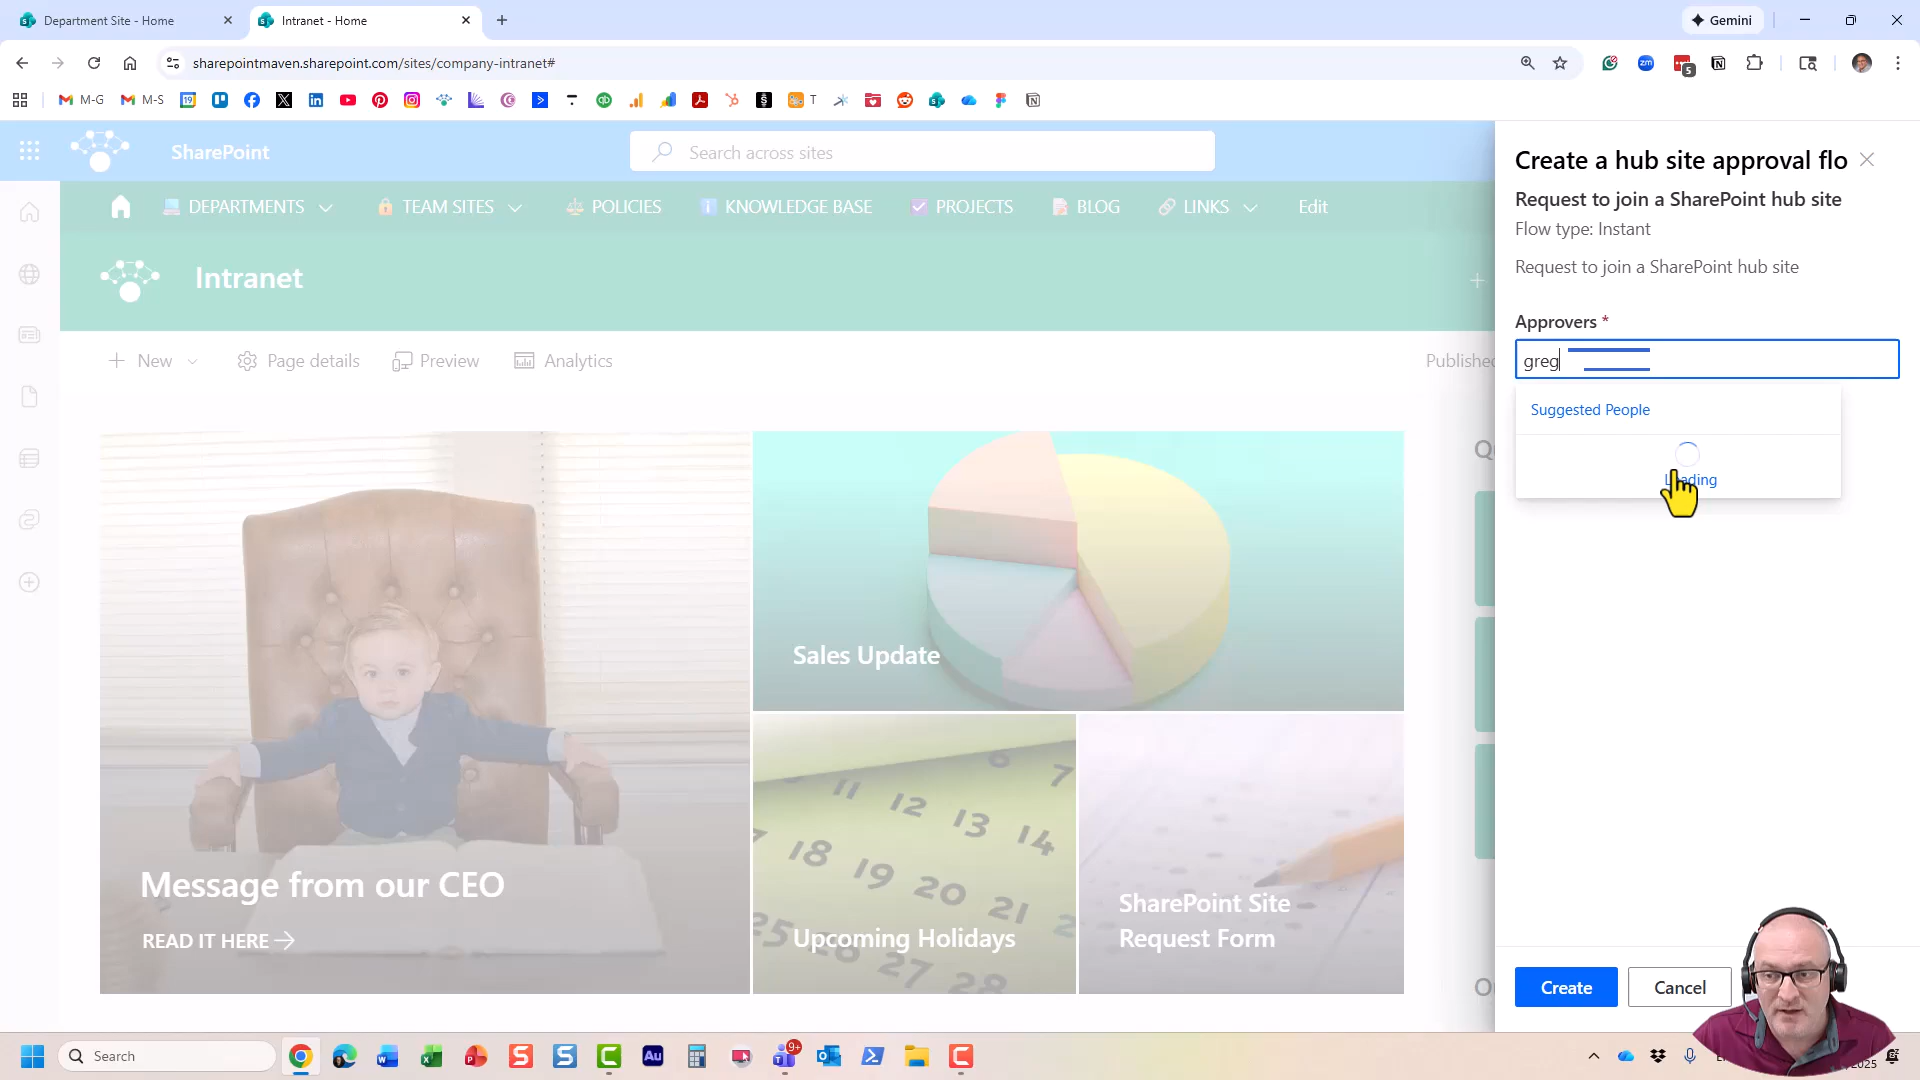 Department Site - Home
Intranet - Home
Gemini
sharepointmaven.sharepoint.com/sites/company-intranet#
M-G
M-S
T
SharePoint
Search across sites
DEPARTMENTS
TEAM SITES
POLICIES
KNOWLEDGE BASE
PROJECTS
BLOG
LINKS
Edit
Intranet
New
Page details
Preview
Analytics
Published
Message from our CEO
READ IT HERE
Sales Update
Upcoming Holidays
SharePoint Site
Request Form
Create a hub site approval flo
Request to join a SharePoint hub site
Flow type: Instant
Request to join a SharePoint hub site
Approvers *
greg
Suggested People
Loading
Create
Cancel
Search